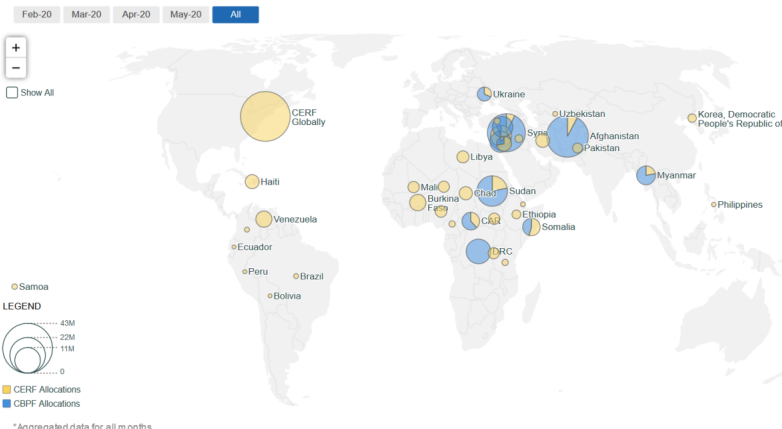 Feb-20 Mar-20 Apr-20 May-20 All
+
−
Show All
Ukraine
CERF
Globally
Uzbekistan
Korea, Democratic
People's Republic of
Syria
Afghanistan
Pakistan
Libya
Myanmar
Haiti
Mali
Chad
Sudan
Burkina
Faso
Philippines
Venezuela
CAR
Ethiopia
Somalia
Ecuador
DRC
Peru
Brazil
Samoa
Bolivia
LEGEND
43M
22M
11M
0
CERF Allocations
CBPF Allocations
*Aggregated data for all months